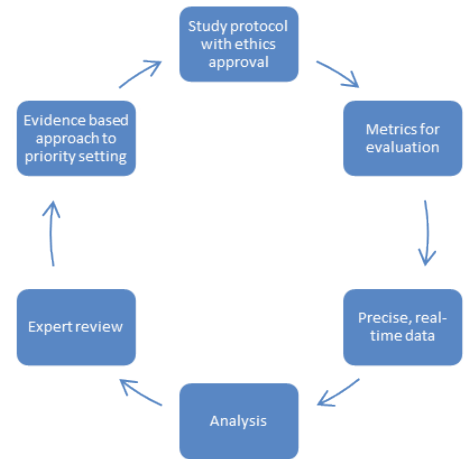 Study protocol
with ethics
approval
Metrics for
evaluation
Precise, real-
time data
Analysis
Expert review
Evidence based
approach to
priority setting